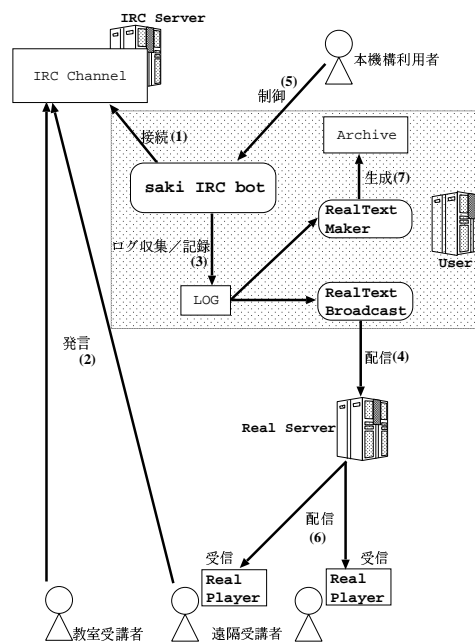 IRC Server
IRC Channel
本機構利用者
(5)
制御
接続(1)
Archive
生成(7)
saki IRC bot
RealText
Maker
User
ログ収集／記録
(3)
LOG
RealText
Broadcast
発言
(2)
配信(4)
Real Server
配信
(6)
受信
受信
Real
Player
Real
Player
教室受講者
遠隔受講者